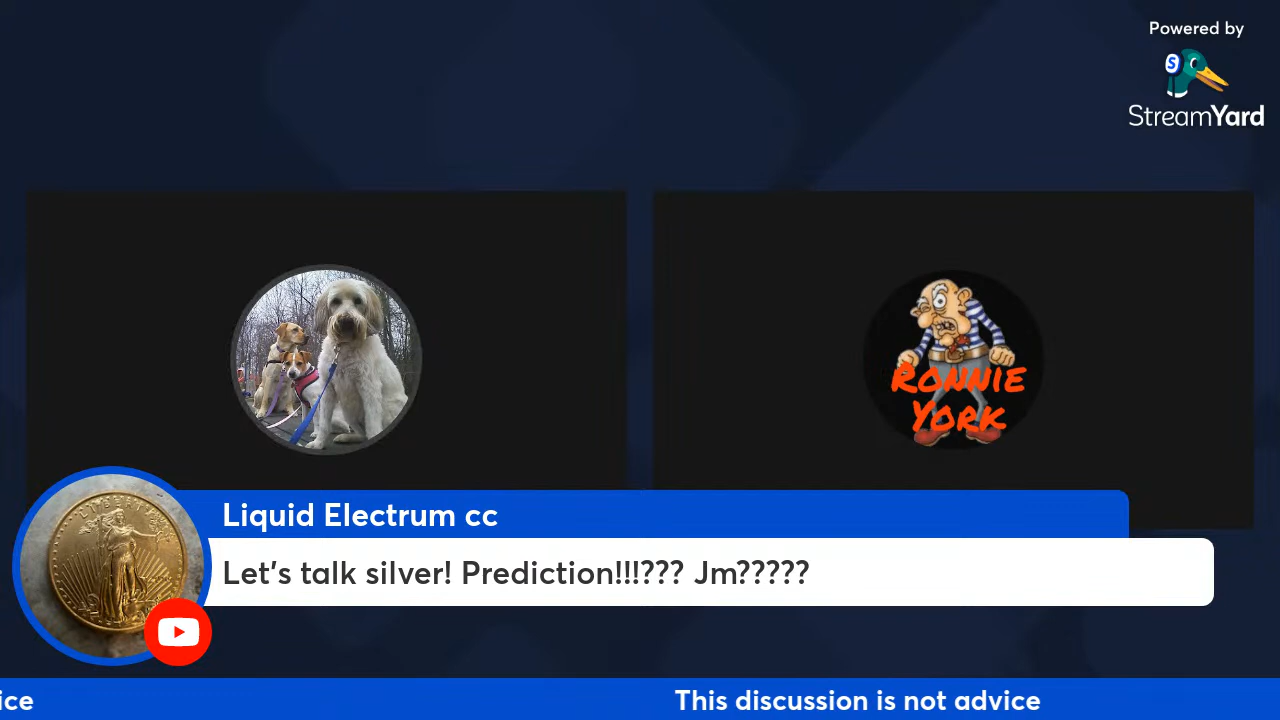 Powered by
S
StreamYard
LIBERTY
RONNIE
YORK
Liquid Electrum cc
Let's talk silver! Prediction!!!??? Jm?????
ice
This discussion is not advice